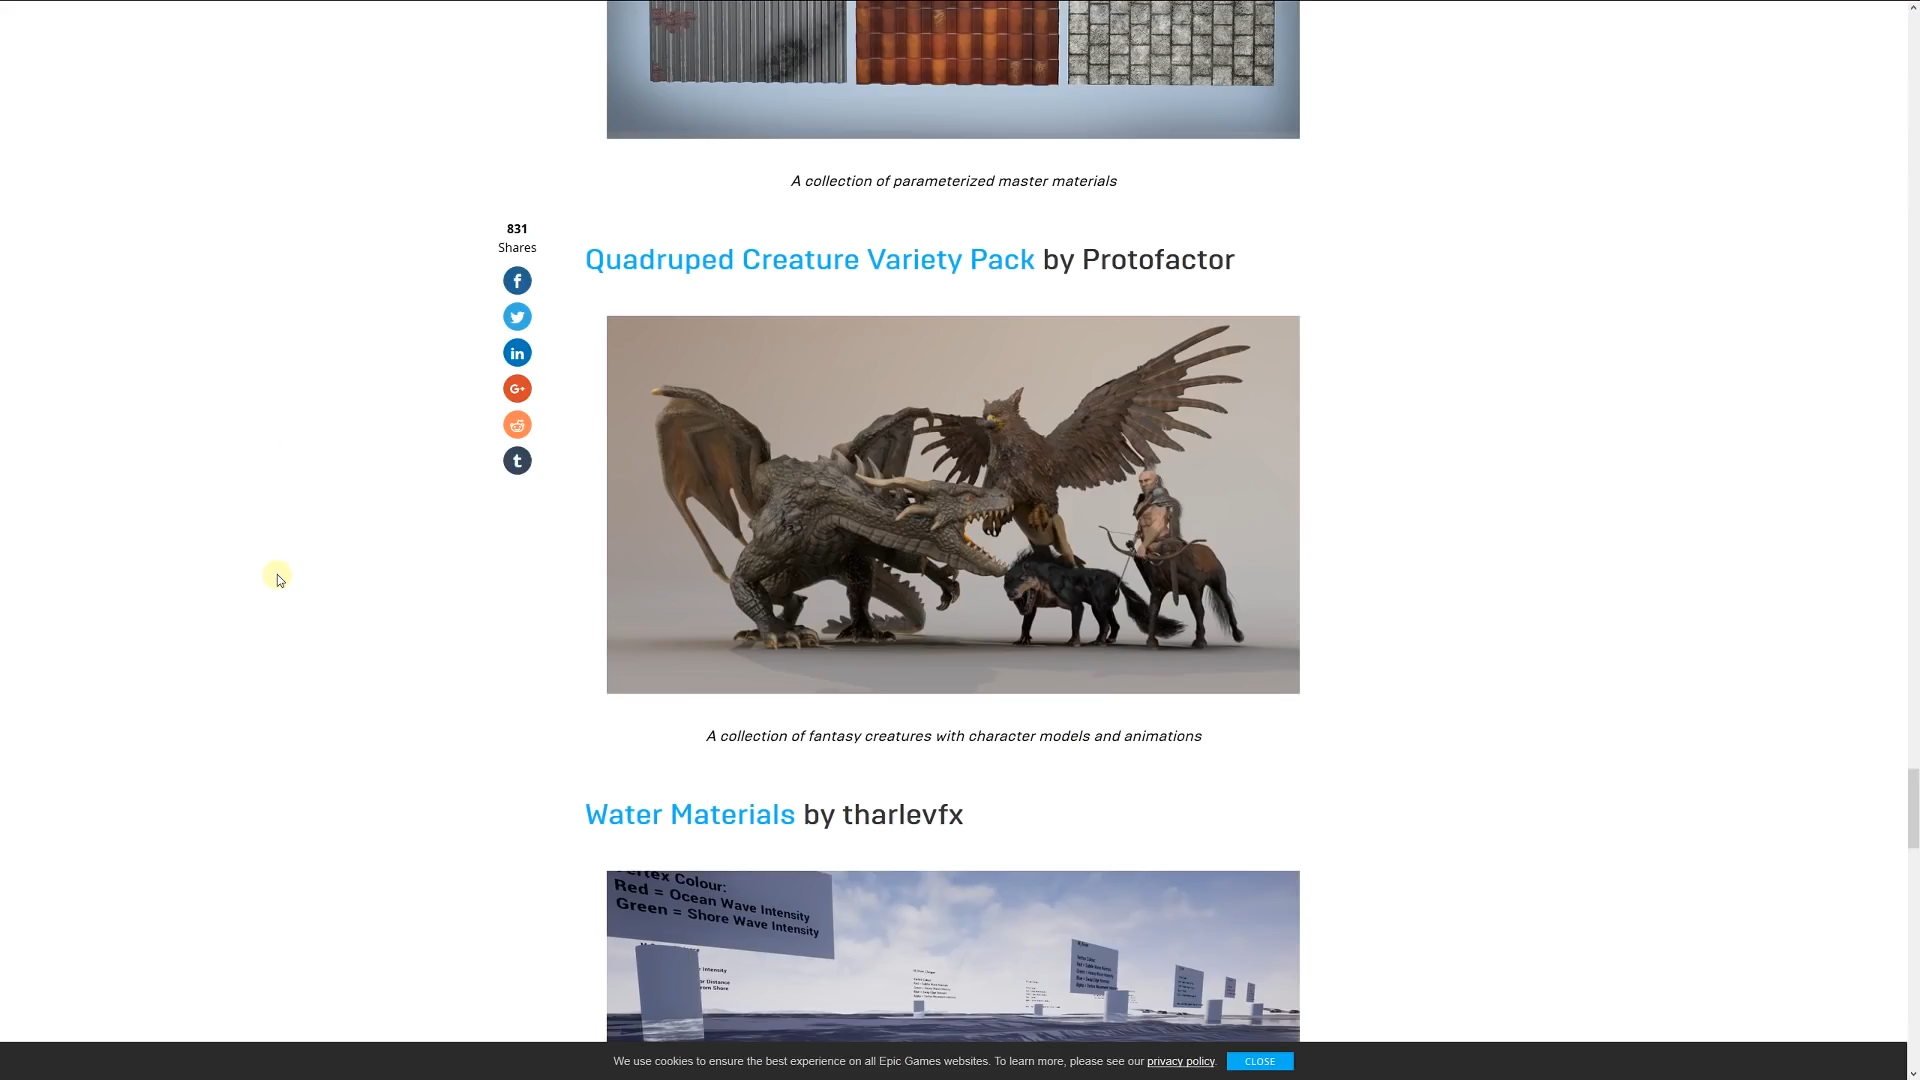 A collection of parameterized master materials
831
Shares
Quadruped Creature Variety Pack by Protofactor
A collection of fantasy creatures with character models and animations
Water Materials by tharlevfx
Vertex Colour:
Red = Ocean Wave Intensity
Green = Shore Wave Intensity
We use cookies to ensure the best experience on all Epic Games websites. To learn more, please see our privacy policy. CLOSE